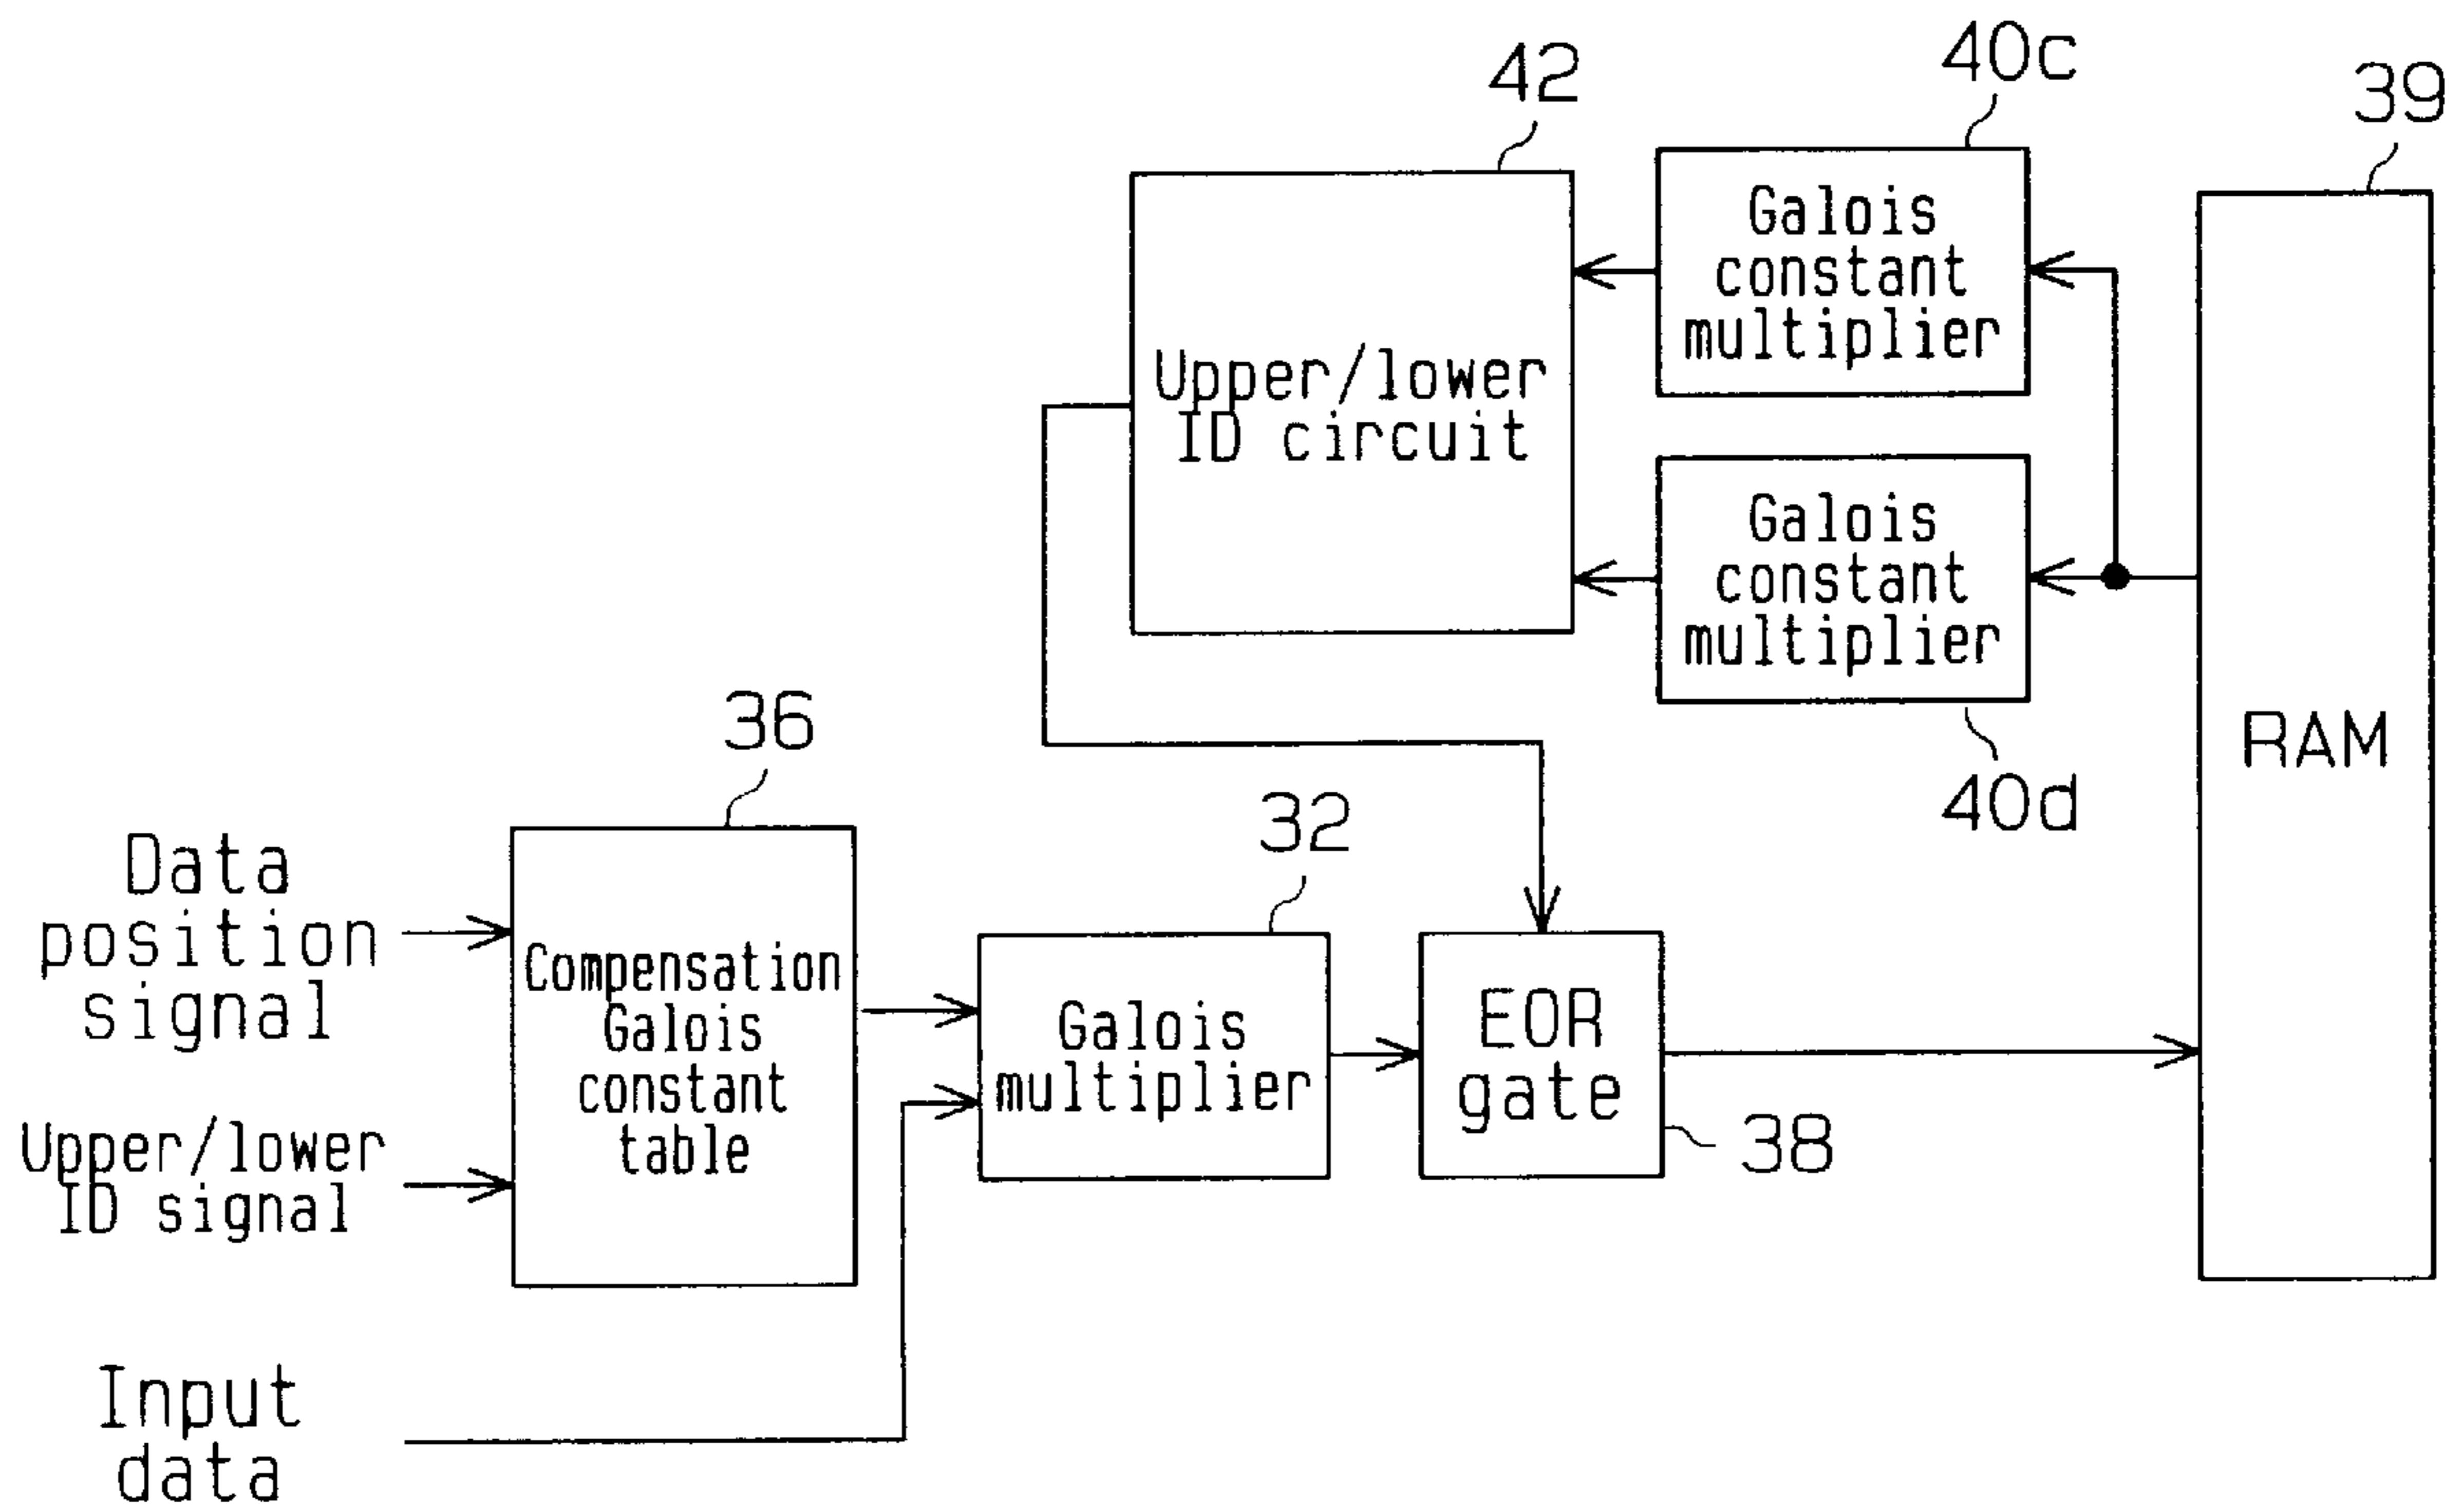 42
40c
39
Galois
constant
multiplier
Upper/lower
ID circuit
Galois
constant
multiplier
40d
RAM
36
32
Data
position
signal
Compensation
Galois
constant
table
Galois
multiplier
EOR
gate
38
Upper/lower
ID signal
Input
data